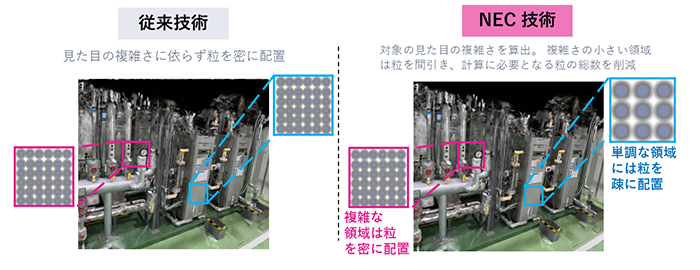 従来技術
見た目の複雑さに依らず粒を密に配置
NEC 技術
対象の見た目の複雑さを算出。 複雑さの小さい領域
は粒を間引き、計算に必要となる粒の総数を削減
複雑な
領域は粒
を密に配置
単調な領域
には粒を
疎に配置